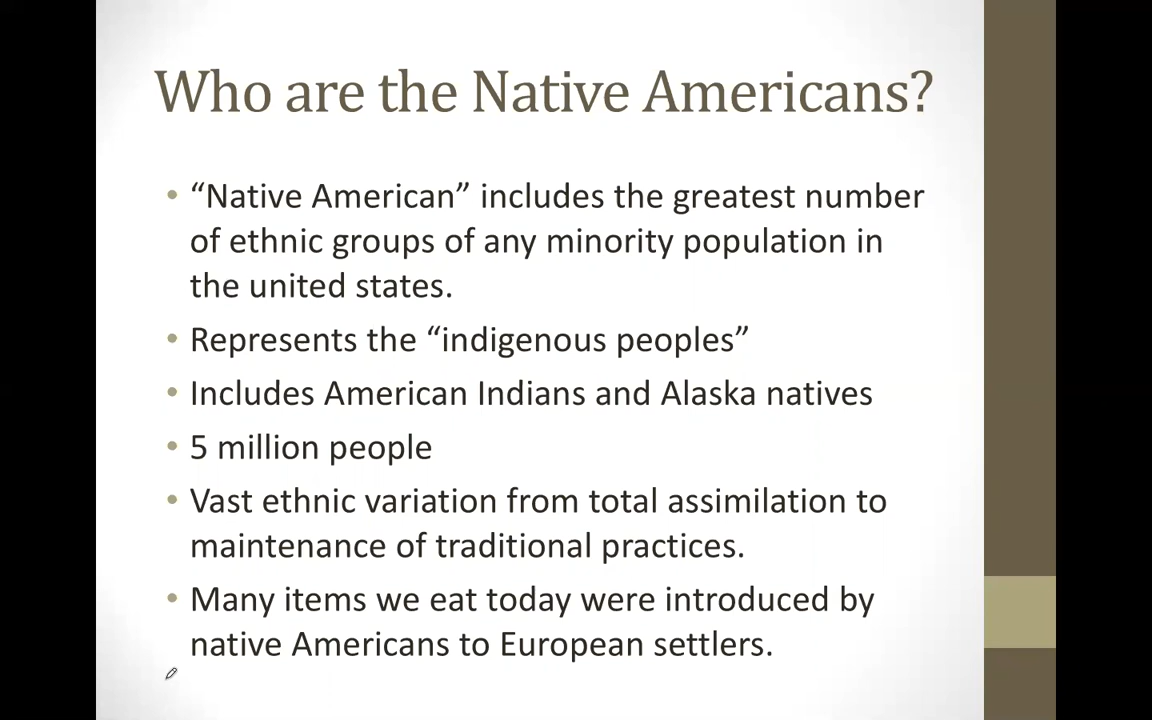 Who are the Native Americans?
• “Native American” includes the greatest number
of ethnic groups of any minority population in
the united states.
• Represents the “indigenous peoples”
• Includes American Indians and Alaska natives
• 5 million people
• Vast ethnic variation from total assimilation to
maintenance of traditional practices.
• Many items we eat today were introduced by
native Americans to European settlers.